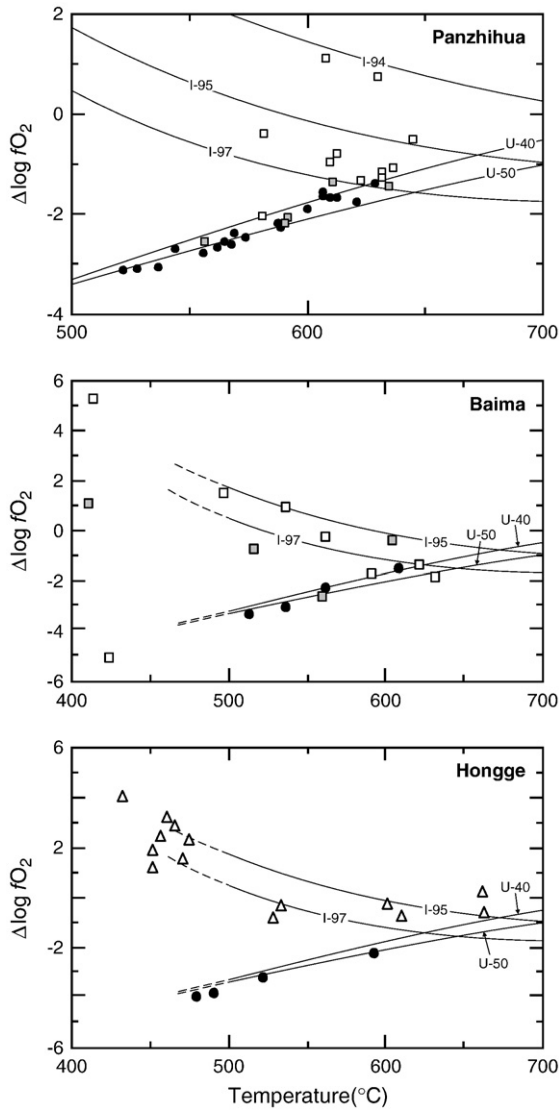 2
Panzhihua
I-94
I-95
0
U-40
I-97
U-50
Δlog fO2
-2
-4
500
600
700
6
Baima
4
2
Δlog fO2
U-40
U-50
0
I-97
I-95
-2
-4
-6
400
500
600
700
6
Hongge
2
Δlog fO2
U-40
I-95
I-97
-2
U-50
-6
400
500
600
700
Temperature(°C)